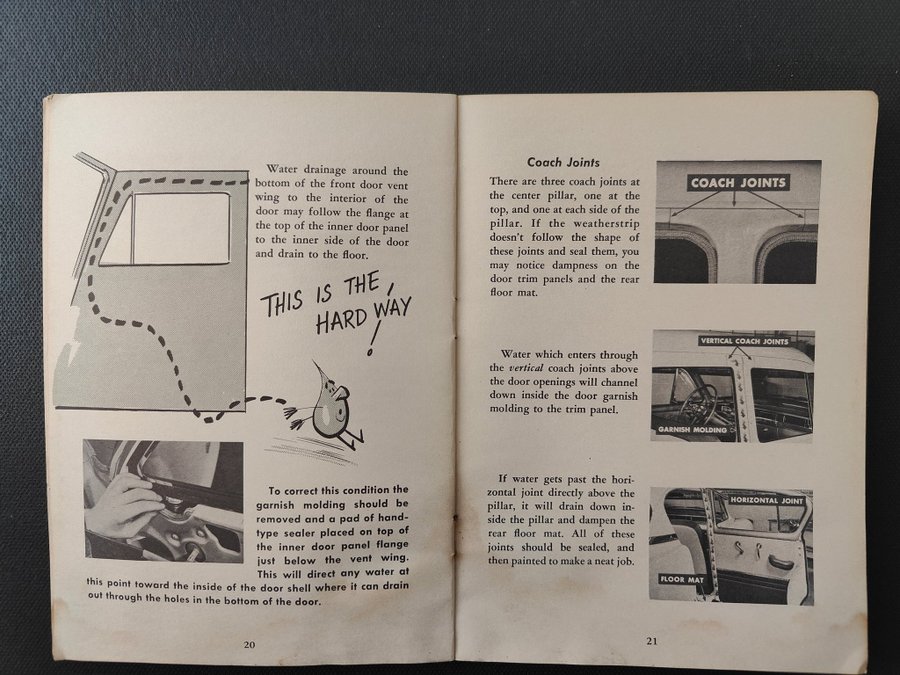 Water drainage around the
bottom of the front door vent
wing to the interior of the
door may follow the flange at
the top of the inner door panel
to the inner side of the door
and drain to the floor.
THIS IS THE
HARD WAY!
To correct this condition the
garnish molding should be
removed and a pad of hand-
type sealer placed on top of
the inner door panel flange
just below the vent wing.
This will direct any water at
this point toward the inside of the door shell where it can drain
out through the holes in the bottom of the door.
20
Coach Joints
There are three coach joints at
the center pillar, one at the
top, and one at each side of the
pillar. If the weatherstrip
doesn't follow the shape of
these joints and seal them, you
may notice dampness on the
door trim panels and the rear
floor mat.
COACH JOINTS
Water which enters through
the vertical coach joints above
the door openings will channel
down inside the door garnish
molding to the trim panel.
VERTICAL COACH JOINTS
GARNISH MOLDING
If water gets past the hori-
zontal joint directly above the
pillar, it will drain down in-
side the pillar and dampen the
rear floor mat. All of these
joints should be sealed, and
then painted to make a neat job.
HORIZONTAL JOINT
FLOOR MAT
21